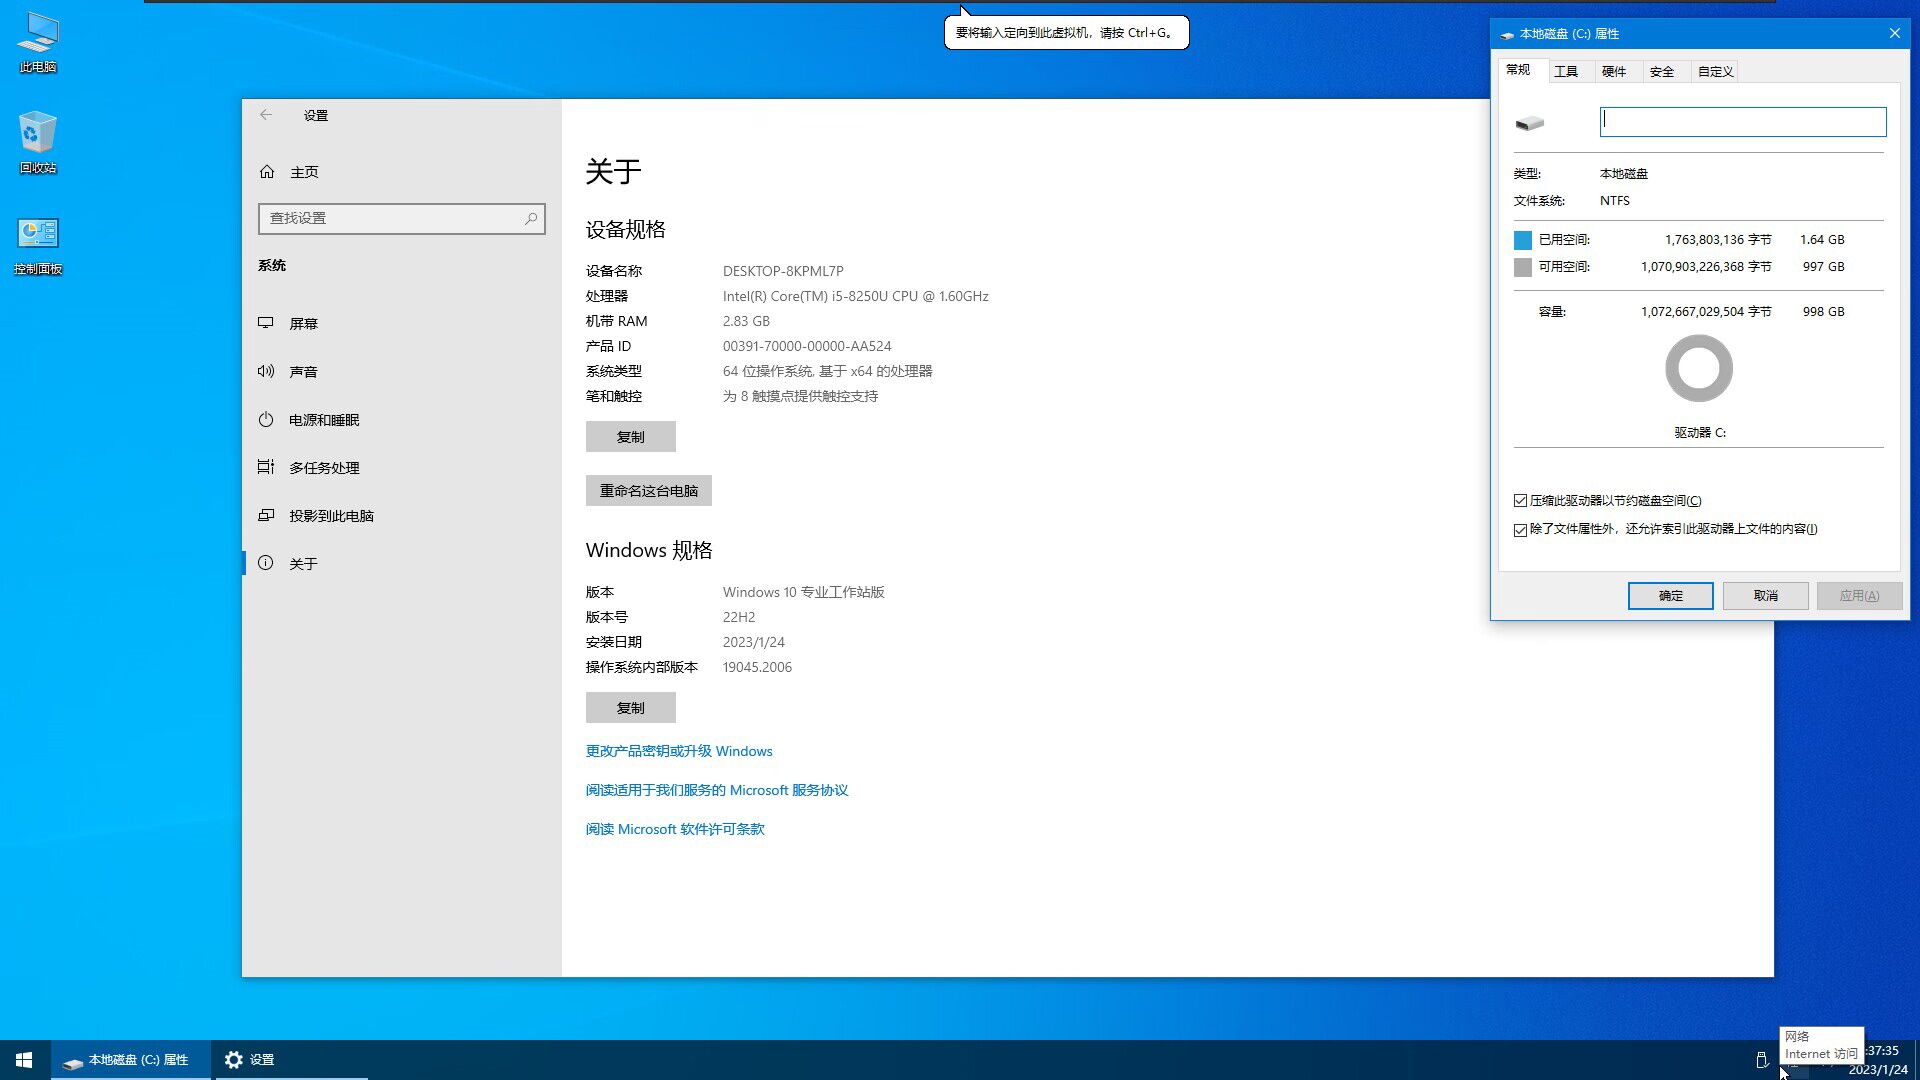 此电脑
回收站
控制面板
要将输入定向到此虚拟机，请按 Ctrl+G。
设置
主页
查找设置
系统
屏幕
声音
电源和睡眠
多任务处理
投影到此电脑
关于
关于
设备规格
设备名称 DESKTOP-8KPML7P
处理器 Intel(R) Core(TM) i5-8250U CPU @ 1.60GHz
机带 RAM 2.83 GB
产品 ID 00391-70000-00000-AA524
系统类型 64 位操作系统, 基于 x64 的处理器
笔和触控 为 8 触摸点提供触控支持
复制
重命名这台电脑
Windows 规格
版本 Windows 10 专业工作站版
版本号 22H2
安装日期 2023/1/24
操作系统内部版本 19045.2006
复制
更改产品密钥或升级 Windows
阅读适用于我们服务的 Microsoft 服务协议
阅读 Microsoft 软件许可条款
本地磁盘 (C:) 属性
常规 工具 硬件 安全 自定义
类型: 本地磁盘
文件系统: NTFS
已用空间: 1,763,803,136 字节 1.64 GB
可用空间: 1,070,903,226,368 字节 997 GB
容量: 1,072,667,029,504 字节 998 GB
驱动器 C:
压缩此驱动器以节约磁盘空间(C)
除了文件属性外，还允许索引此驱动器上文件的内容(I)
确定 取消 应用(A)
本地磁盘 (C:) 属性
设置
网络
Internet 访问
:37:35
2023/1/24